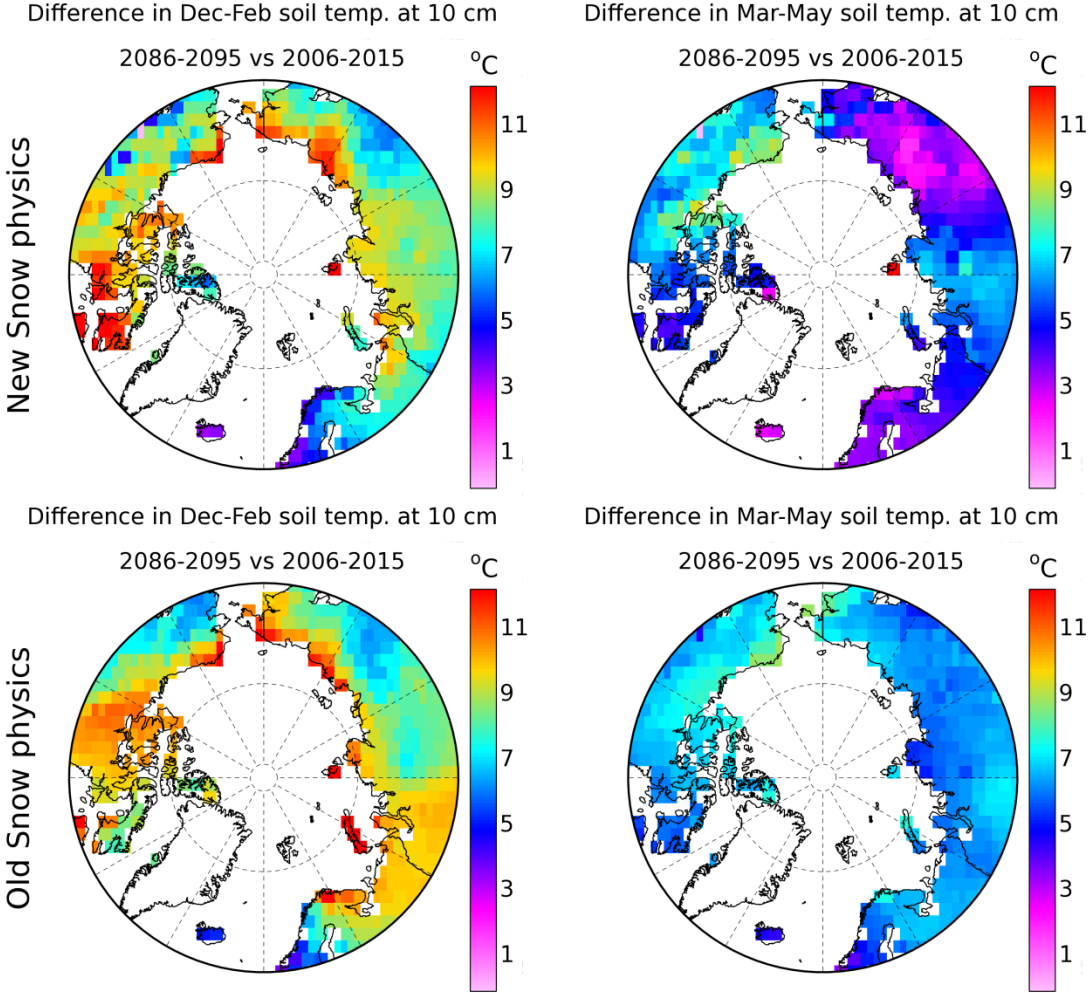 Difference in Dec-Feb soil temp. at 10 cm
2086-2095 vs 2006-2015
°C
11
9
7
5
3
1
New Snow physics
Difference in Mar-May soil temp. at 10 cm
2086-2095 vs 2006-2015
°C
11
9
7
5
3
1
Difference in Dec-Feb soil temp. at 10 cm
2086-2095 vs 2006-2015
°C
11
9
7
5
3
1
Old Snow physics
Difference in Mar-May soil temp. at 10 cm
2086-2095 vs 2006-2015
°C
11
9
7
5
3
1